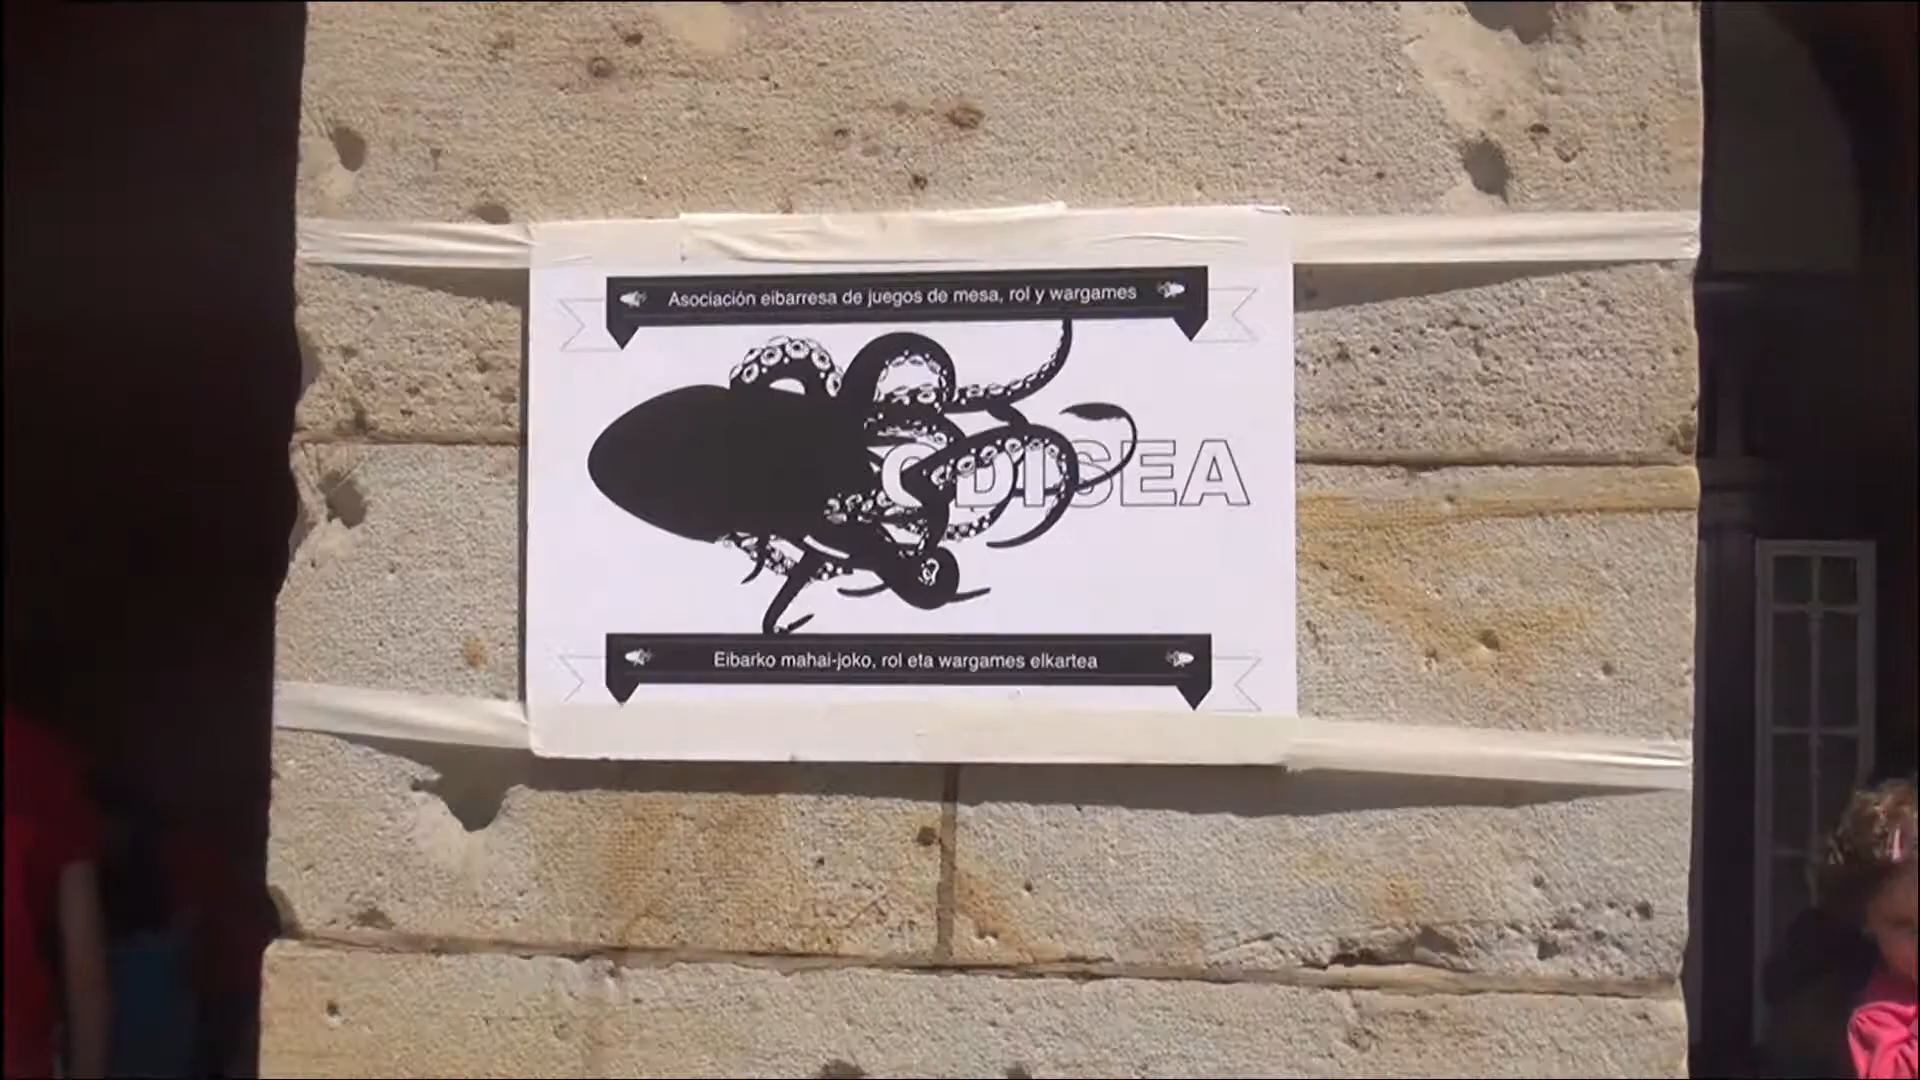 Asociación eibarresa de juegos de mesa, rol y wargames
ODISEA
Eibarko mahai-joko, rol eta wargames elkartea